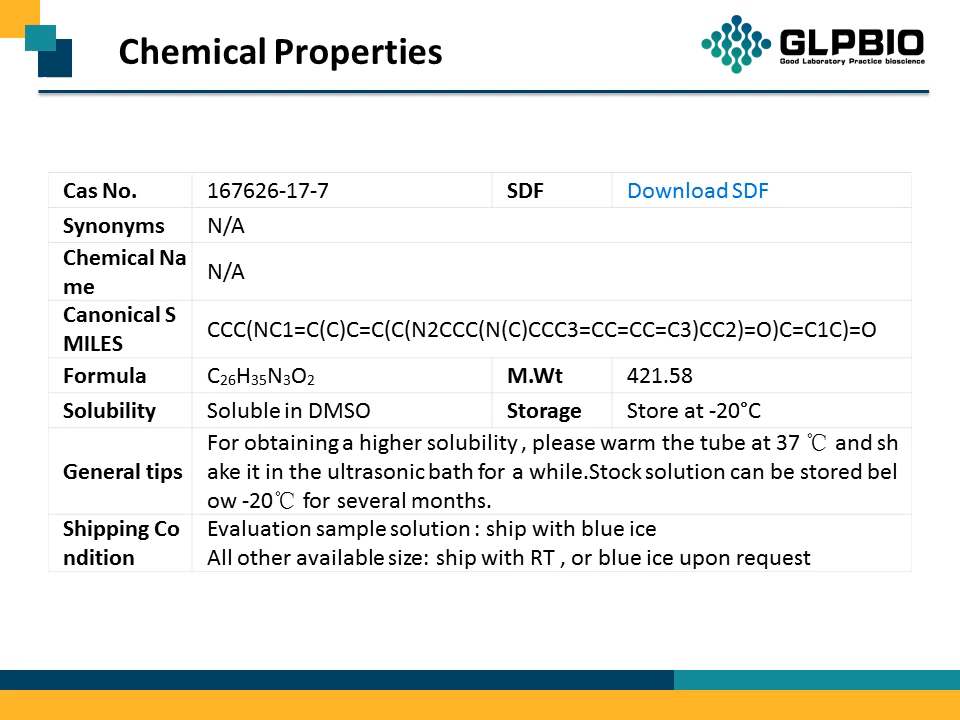 Chemical Properties
GLPBIO
Good Laboratory Practice bioscience
Cas No. 167626-17-7 SDF Download SDF
Synonyms N/A
Chemical Na
me
N/A
Canonical S
MILES
CCC(NC1=C(C)C=C(C(N2CCC(N(C)CCC3=CC=CC=C3)CC2)=O)C=C1C)=O
Formula C₂₆H₃₅N₃O₂ M.Wt 421.58
Solubility Soluble in DMSO Storage Store at -20°C
General tips
For obtaining a higher solubility , please warm the tube at 37 ℃ and sh
ake it in the ultrasonic bath for a while.Stock solution can be stored bel
ow -20℃ for several months.
Shipping Co
ndition
Evaluation sample solution : ship with blue ice
All other available size: ship with RT , or blue ice upon request